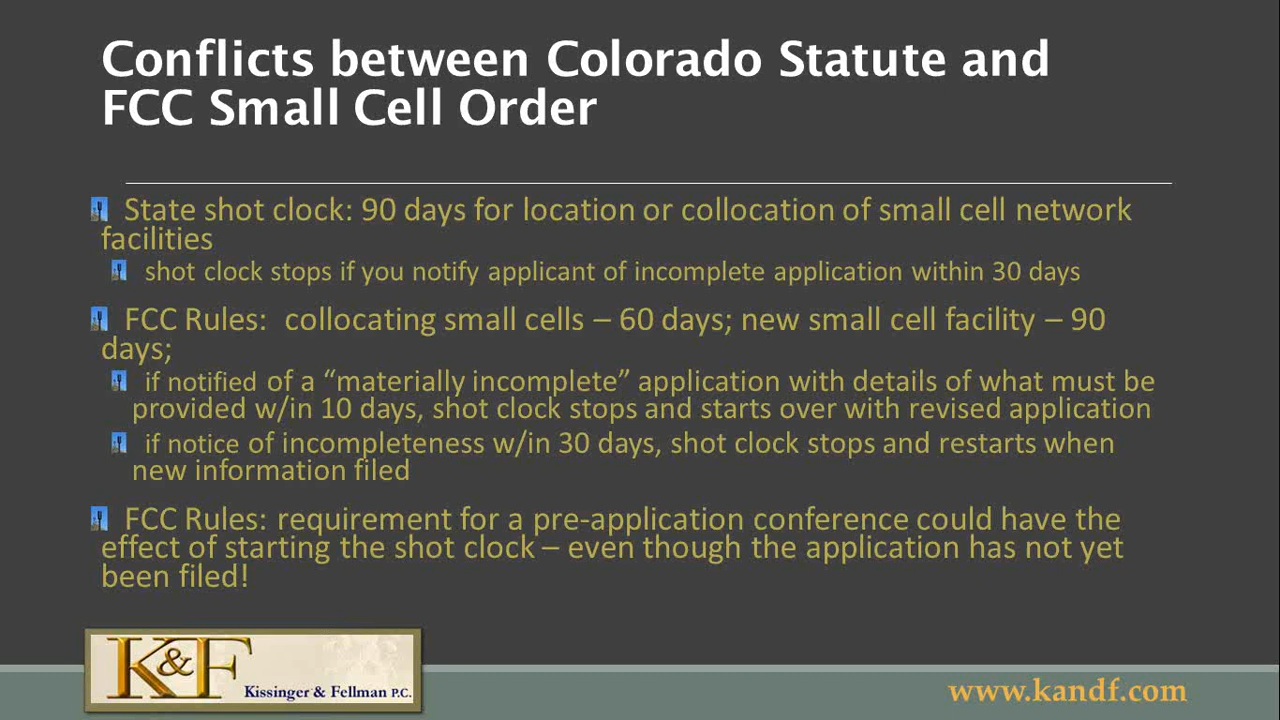 Conflicts between Colorado Statute and
FCC Small Cell Order
State shot clock: 90 days for location or collocation of small cell network
facilities
shot clock stops if you notify applicant of incomplete application within 30 days
FCC Rules: collocating small cells – 60 days; new small cell facility – 90
days;
if notified of a “materially incomplete” application with details of what must be
provided w/in 10 days, shot clock stops and starts over with revised application
if notice of incompleteness w/in 30 days, shot clock stops and restarts when
new information filed
FCC Rules: requirement for a pre-application conference could have the
effect of starting the shot clock – even though the application has not yet
been filed!
K&F
Kissinger & Fellman P.C.
www.kandf.com